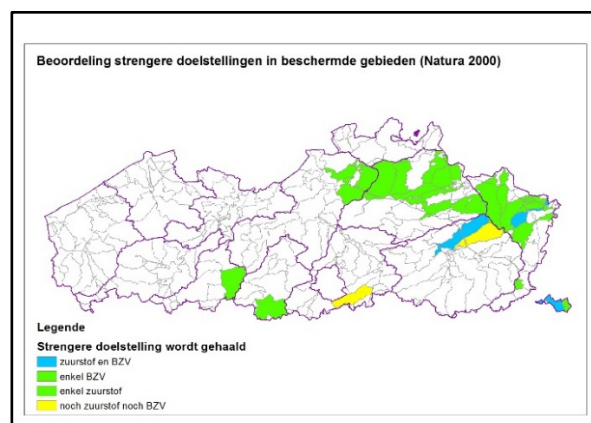 Beoordeling strengere doelstellingen in beschermde gebieden (Natura 2000)
Legende
Strengere doelstelling wordt gehaald
zuurstof en BZV
enkel BZV
enkel zuurstof
noch zuurstof noch BZV